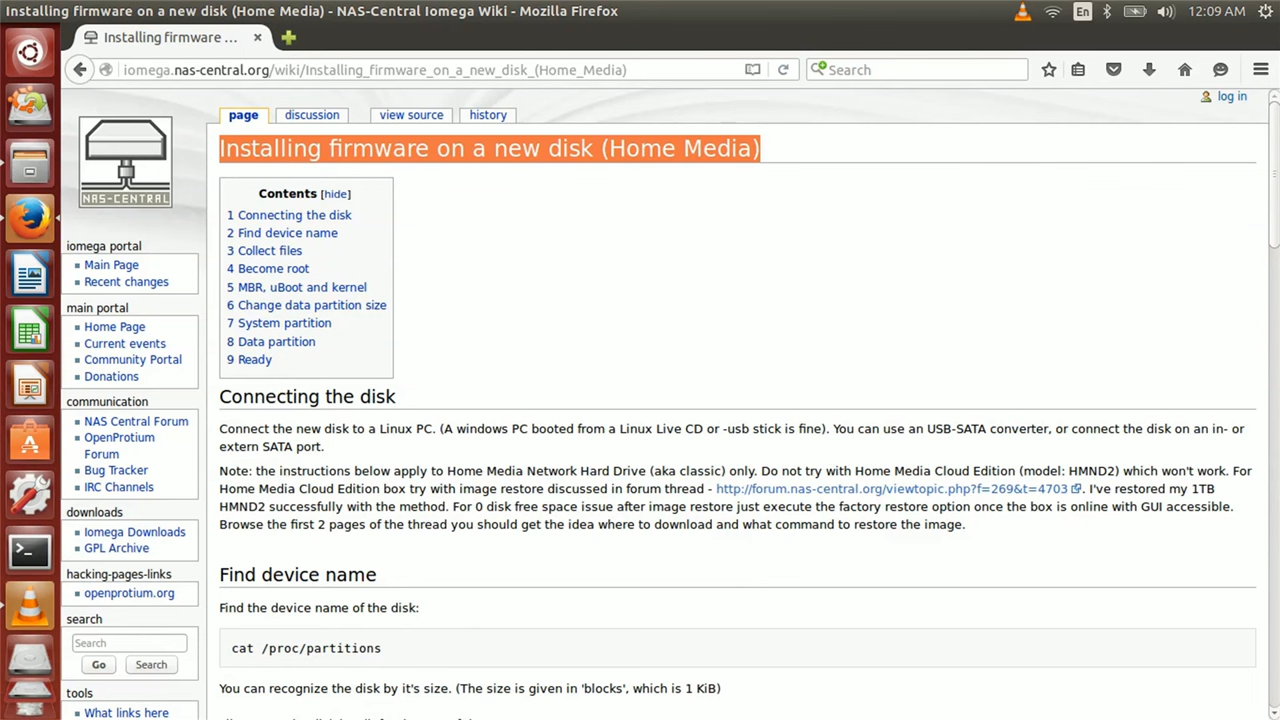 Installing firmware on a new disk (Home Media) - NAS-Central Iomega Wiki - Mozilla Firefox
En
12:09 AM
Installing firmware ...
iomega.nas-central.org/wiki/Installing_firmware_on_a_new_disk_(Home_Media)
Search
log in
page
discussion
view source
history
NAS-CENTRAL
Installing firmware on a new disk (Home Media)
Contents [hide]
1 Connecting the disk
2 Find device name
3 Collect files
4 Become root
5 MBR, uBoot and kernel
6 Change data partition size
7 System partition
8 Data partition
9 Ready
iomega portal
Main Page
Recent changes
main portal
Home Page
Current events
Community Portal
Donations
communication
NAS Central Forum
OpenProtium
Forum
Bug Tracker
IRC Channels
downloads
Iomega Downloads
GPL Archive
hacking-pages-links
openprotium.org
search
Search
Go
Search
tools
What links here
Connecting the disk
Connect the new disk to a Linux PC. (A windows PC booted from a Linux Live CD or -usb stick is fine). You can use an USB-SATA converter, or connect the disk on an in- or
extern SATA port.
Note: the instructions below apply to Home Media Network Hard Drive (aka classic) only. Do not try with Home Media Cloud Edition (model: HMND2) which won't work. For
Home Media Cloud Edition box try with image restore discussed in forum thread - http://forum.nas-central.org/viewtopic.php?f=269&t=4703. I've restored my 1TB
HMND2 successfully with the method. For 0 disk free space issue after image restore just execute the factory restore option once the box is online with GUI accessible.
Browse the first 2 pages of the thread you should get the idea where to download and what command to restore the image.
Find device name
Find the device name of the disk:
cat /proc/partitions
You can recognize the disk by it's size. (The size is given in 'blocks', which is 1 KiB)